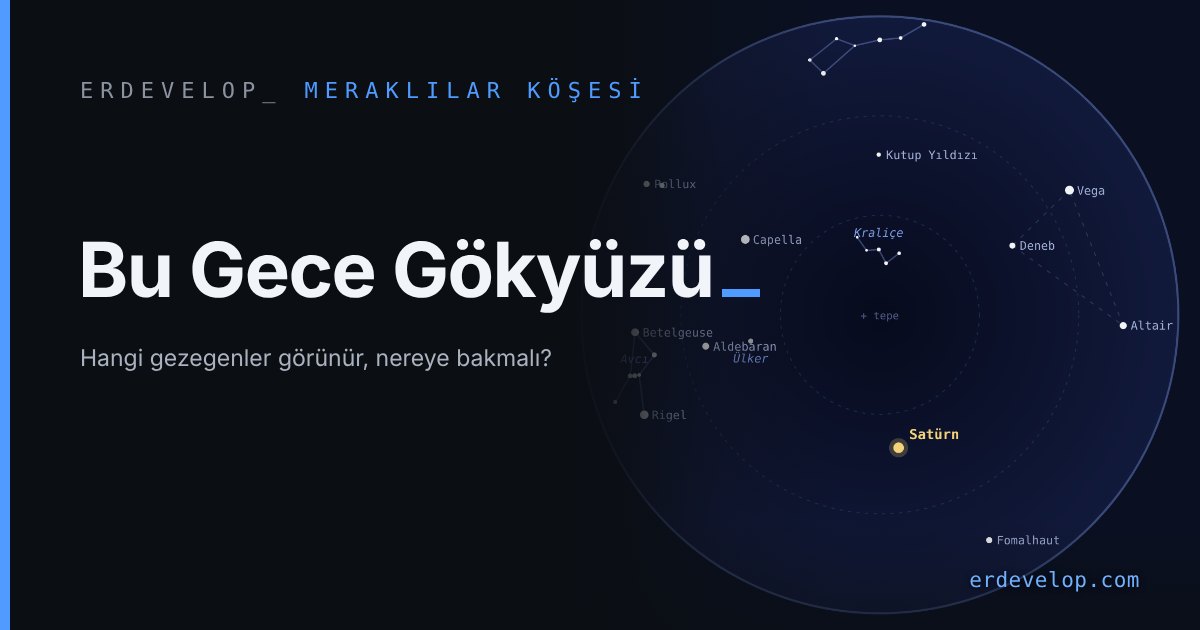 ERDEVELOP_ MERAKLILAR KÖŞESİ
Bu Gece Gökyüzü_
Hangi gezegenler görünür, nereye bakmalı?
Kutup Yıldızı
Pollux
Vega
Kraliçe
Capella
Deneb
+ tepe
Altair
Betelgeuse
Aldebaran
Avcı
Ülker
Rigel
Satürn
Fomalhaut
erdevelop.com